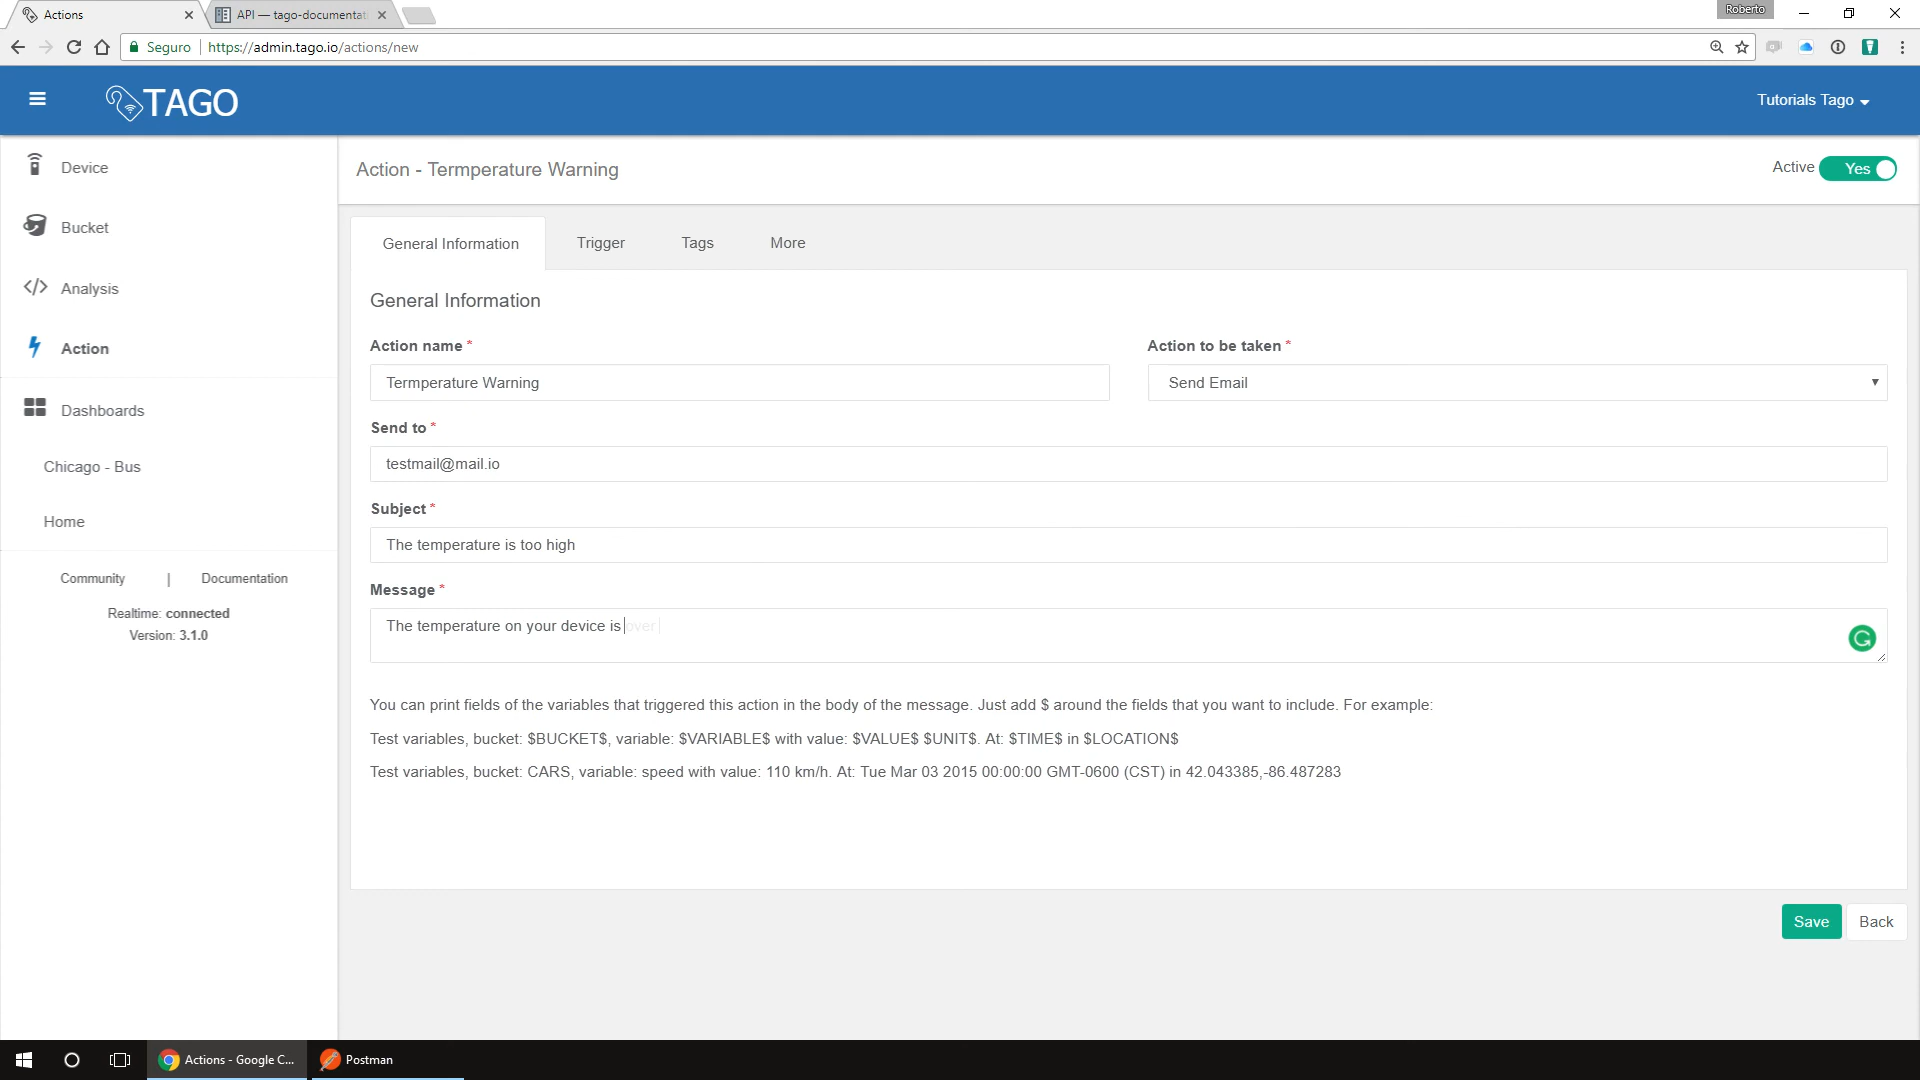 Actions
API — tago-documentat
Roberto
Seguro
https://admin.tago.io/actions/new
TAGO
Tutorials Tago
Device
Bucket
Analysis
Action
Dashboards
Chicago - Bus
Home
Community | Documentation
Realtime: connected
Version: 3.1.0
Action - Termperature Warning
Active Yes
General Information
Trigger
Tags
More
General Information
Action name *
Termperature Warning
Action to be taken *
Send Email
Send to *
testmail@mail.io
Subject *
The temperature is too high
Message *
The temperature on your device is over
You can print fields of the variables that triggered this action in the body of the message. Just add $ around the fields that you want to include. For example:
Test variables, bucket: $BUCKET$, variable: $VARIABLE$ with value: $VALUE$ $UNIT$. At: $TIME$ in $LOCATION$
Test variables, bucket: CARS, variable: speed with value: 110 km/h. At: Tue Mar 03 2015 00:00:00 GMT-0600 (CST) in 42.043385,-86.487283
Save
Back
Actions - Google C...
Postman